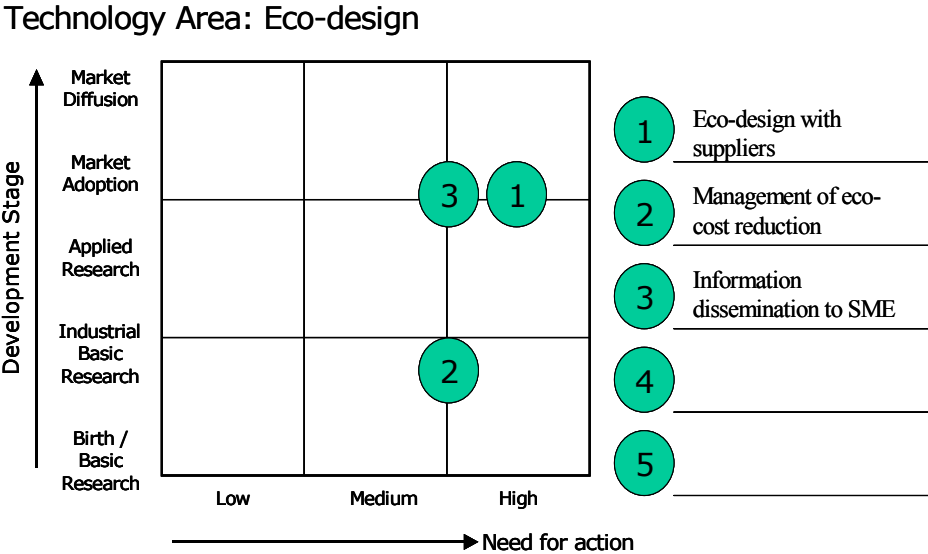 Technology Area: Eco-design
Development Stage
Market
Diffusion
Market
Adoption
Applied
Research
Industrial
Basic
Research
Birth /
Basic
Research
3
1
2
Low
Medium
High
Need for action
1
Eco-design with
suppliers
2
Management of eco-
cost reduction
3
Information
dissemination to SME
4
5